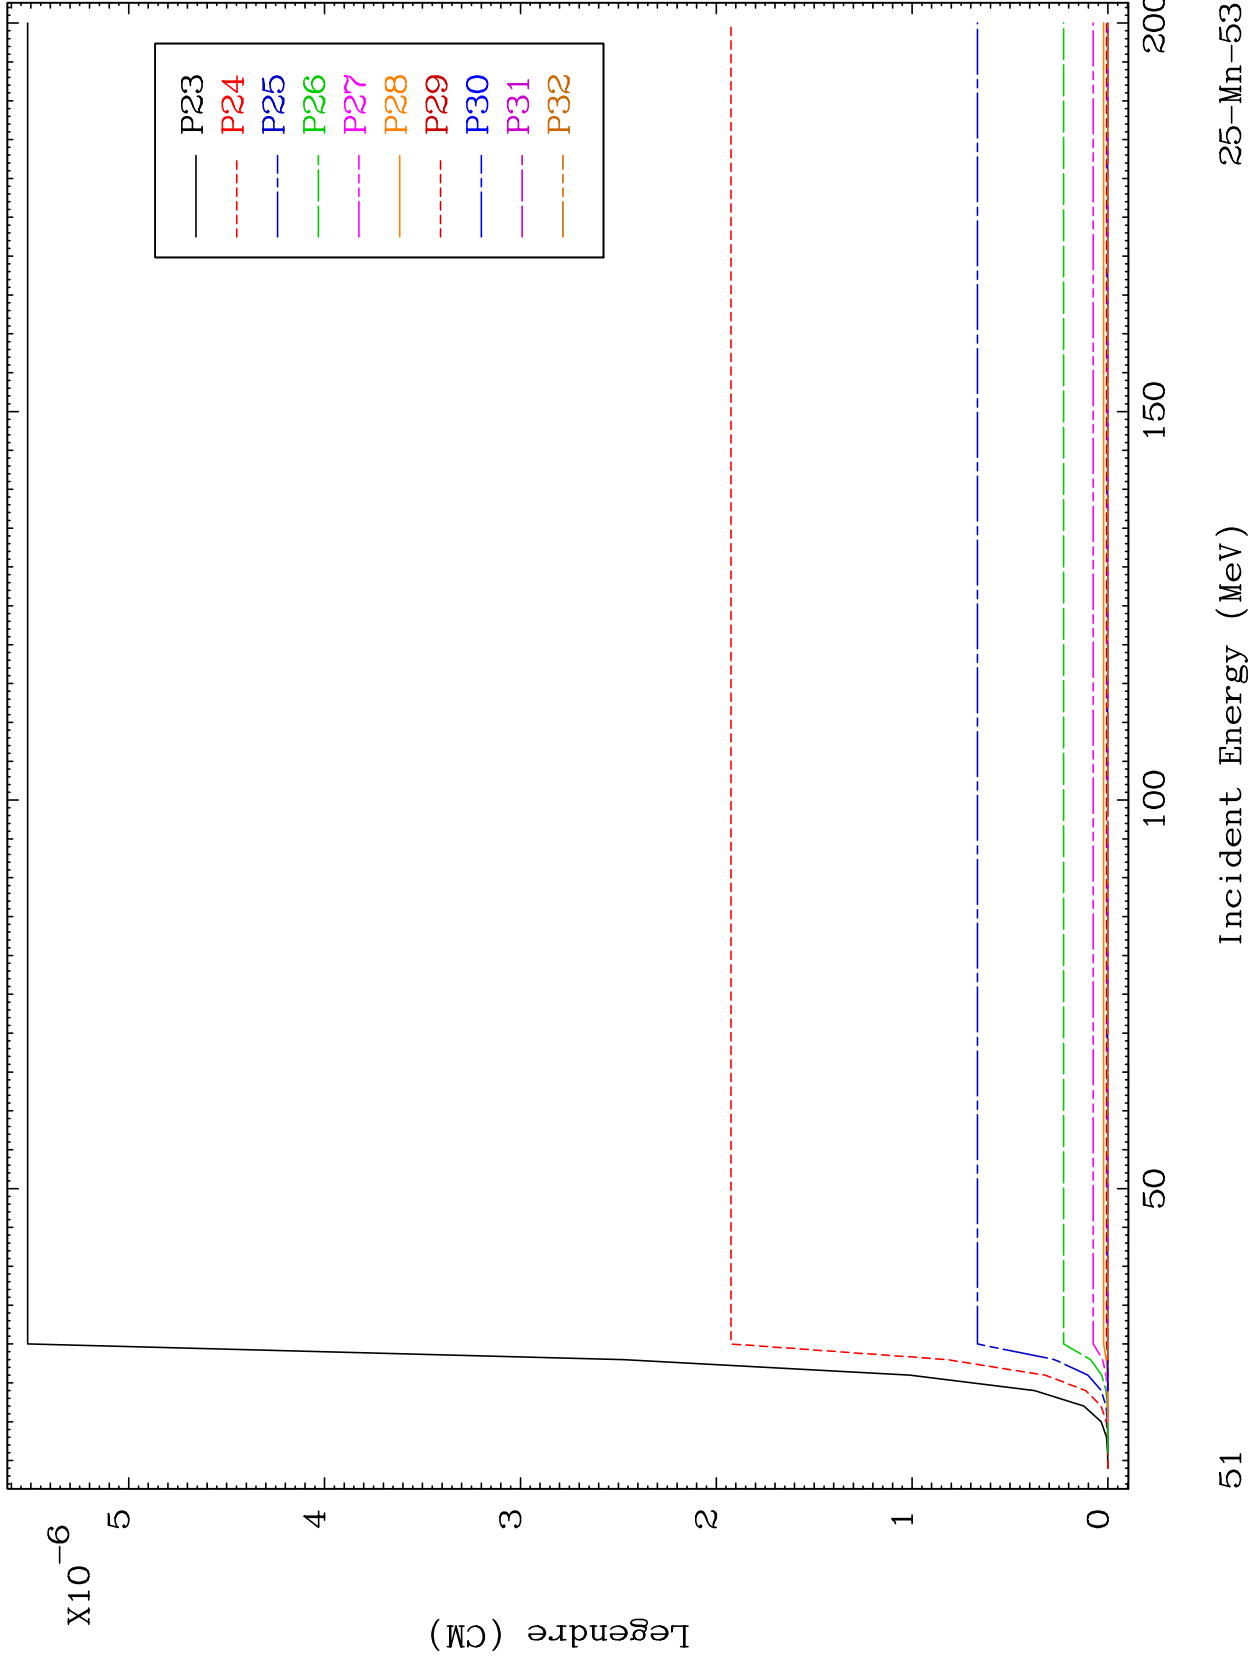 X10-6
5
4
3
2
1
0
Legendre (CM)
P23
P24
P25
P26
P27
P28
P29
P30
P31
P32
50
100
150
200
Incident Energy (MeV)
51
25-Mn-53